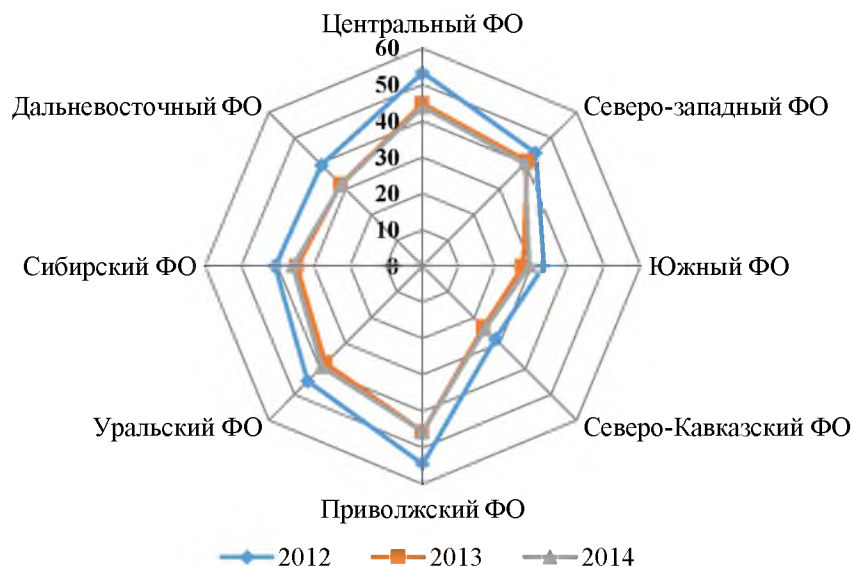 Центральный ФО
60
50
40
30
20
10
0
Северо-западный ФО
Южный ФО
Северо-Кавказский ФО
Приволжский ФО
Уральский ФО
Сибирский ФО
Дальневосточный ФО
2012 2013 2014